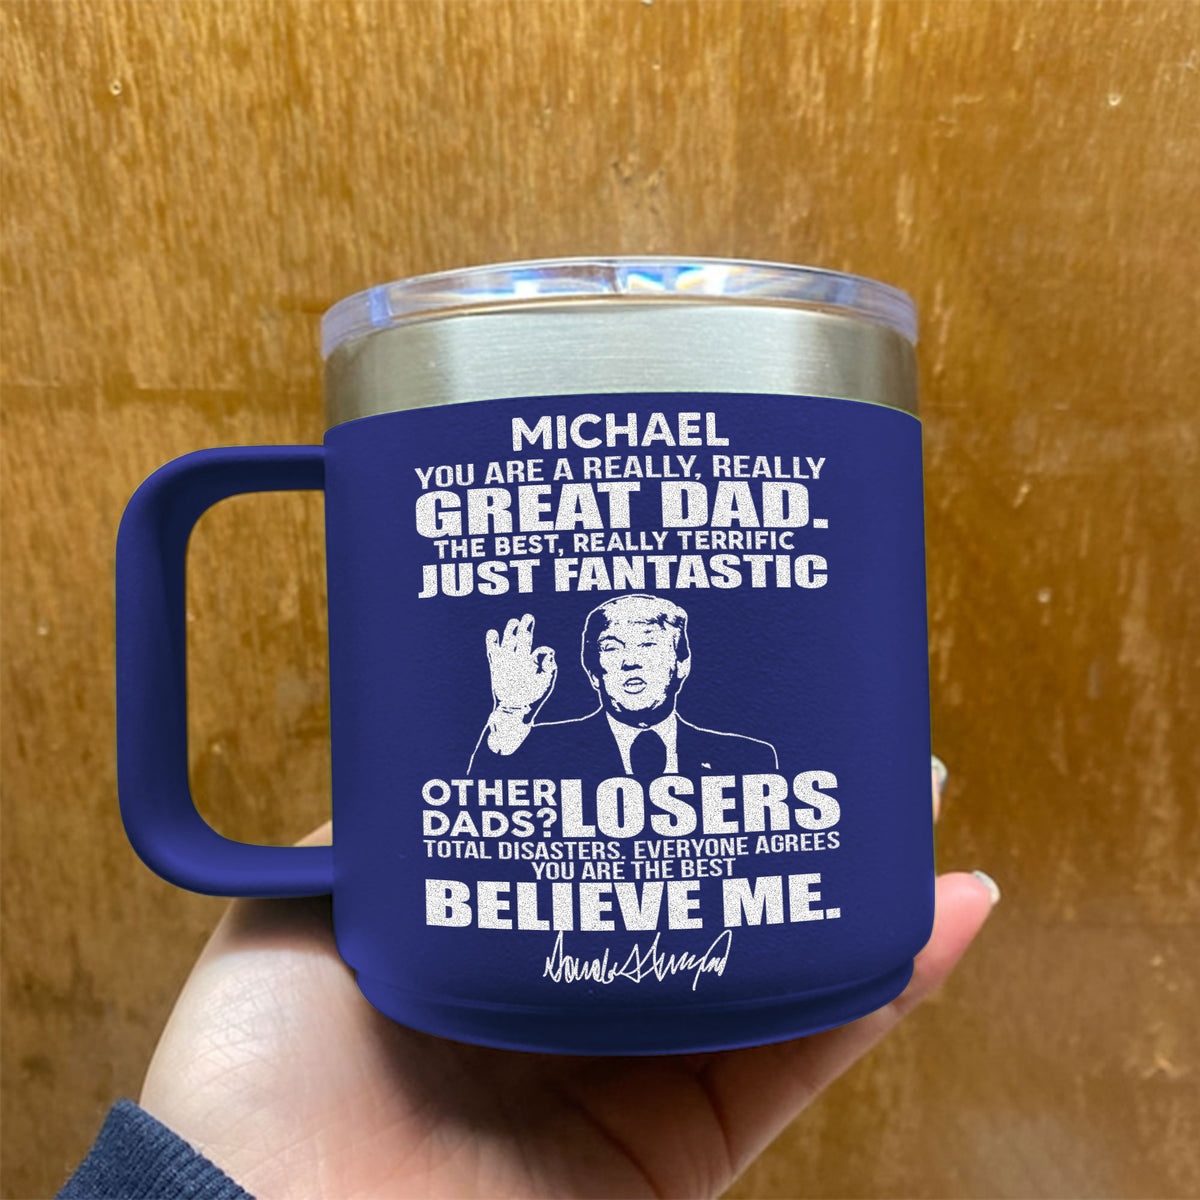 MICHAEL
YOU ARE A REALLY, REALLY
GREAT DAD.
THE BEST, REALLY TERRIFIC
JUST FANTASTIC
OTHER
DADS? LOSERS
TOTAL DISASTERS. EVERYONE AGREES
YOU ARE THE BEST
BELIEVE ME.